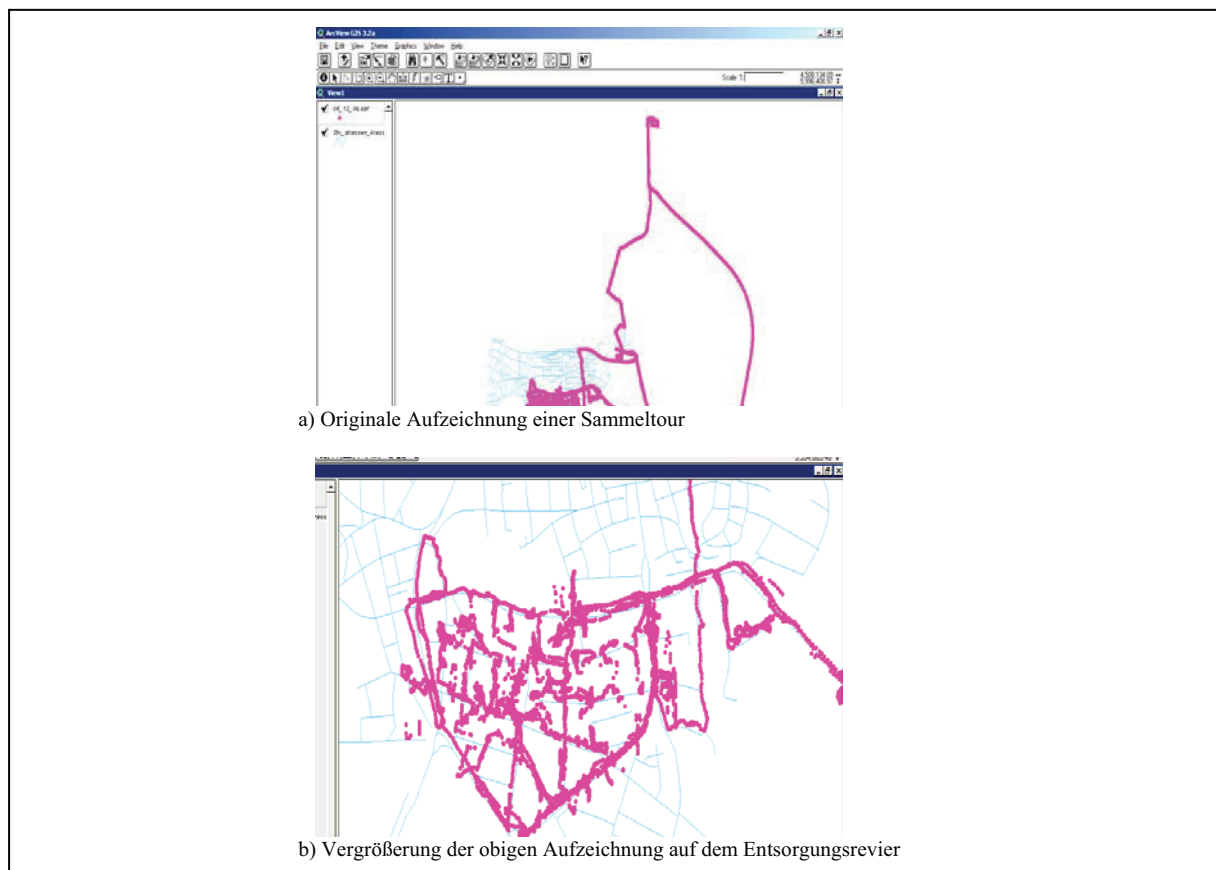 ArcView GIS 3.2a
File Edit View Theme Graphics Window Help
Scale 1:
View1
a) Originale Aufzeichnung einer Sammeltour
b) Vergrößerung der obigen Aufzeichnung auf dem Entsorgungsrevier